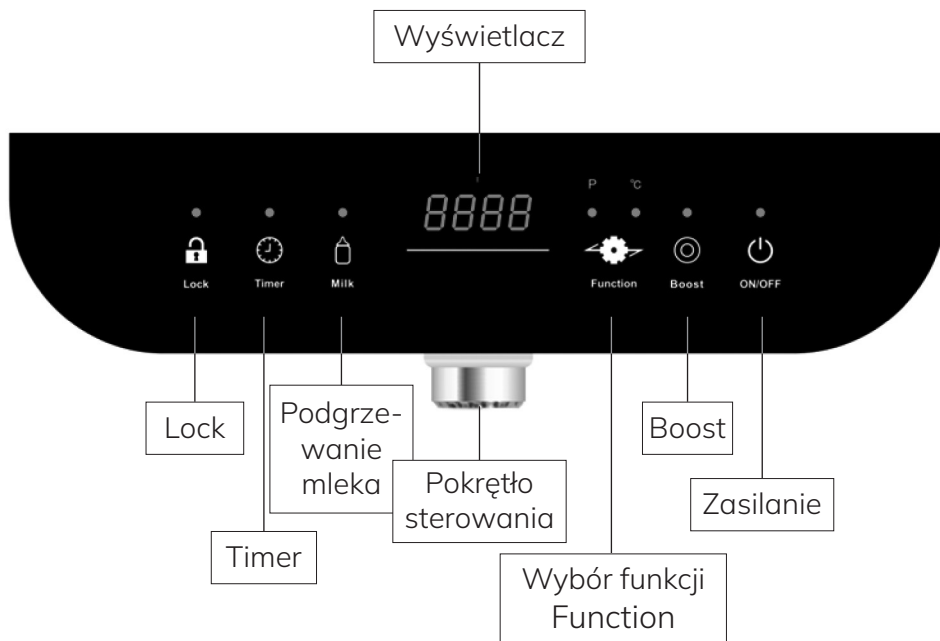 Wyświetlacz
P °C
8888
Lock Timer Milk Function Boost ON/OFF
Lock
Podgrze-
wanie
mleka
Boost
Pokrętło
sterowania
Zasilanie
Timer
Wybór funkcji
Function